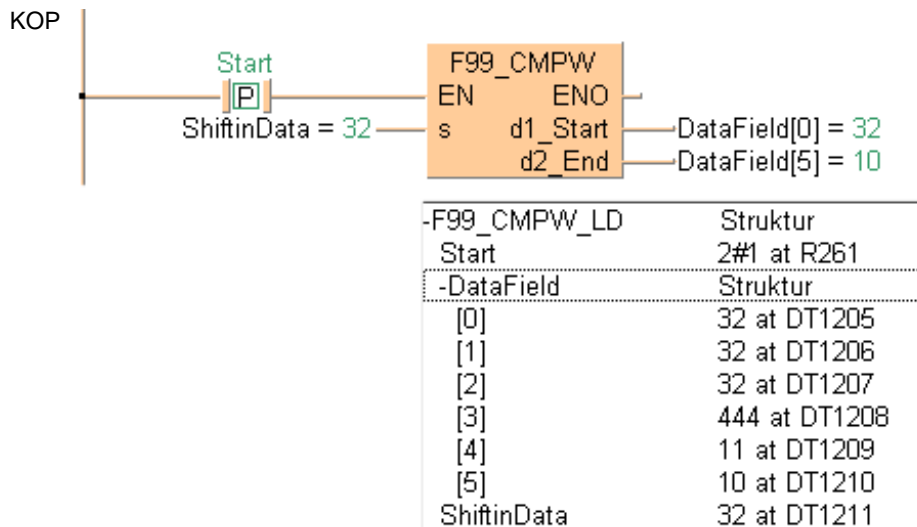 KOP
Start
F99_CMPW
P
EN ENO
ShiftinData = 32 s d1_Start DataField[0] = 32
d2_End DataField[5] = 10
-F99_CMPW_LD Struktur
Start 2#1 at R261
-DataField Struktur
[0] 32 at DT1205
[1] 32 at DT1206
[2] 32 at DT1207
[3] 444 at DT1208
[4] 11 at DT1209
[5] 10 at DT1210
ShiftinData 32 at DT1211